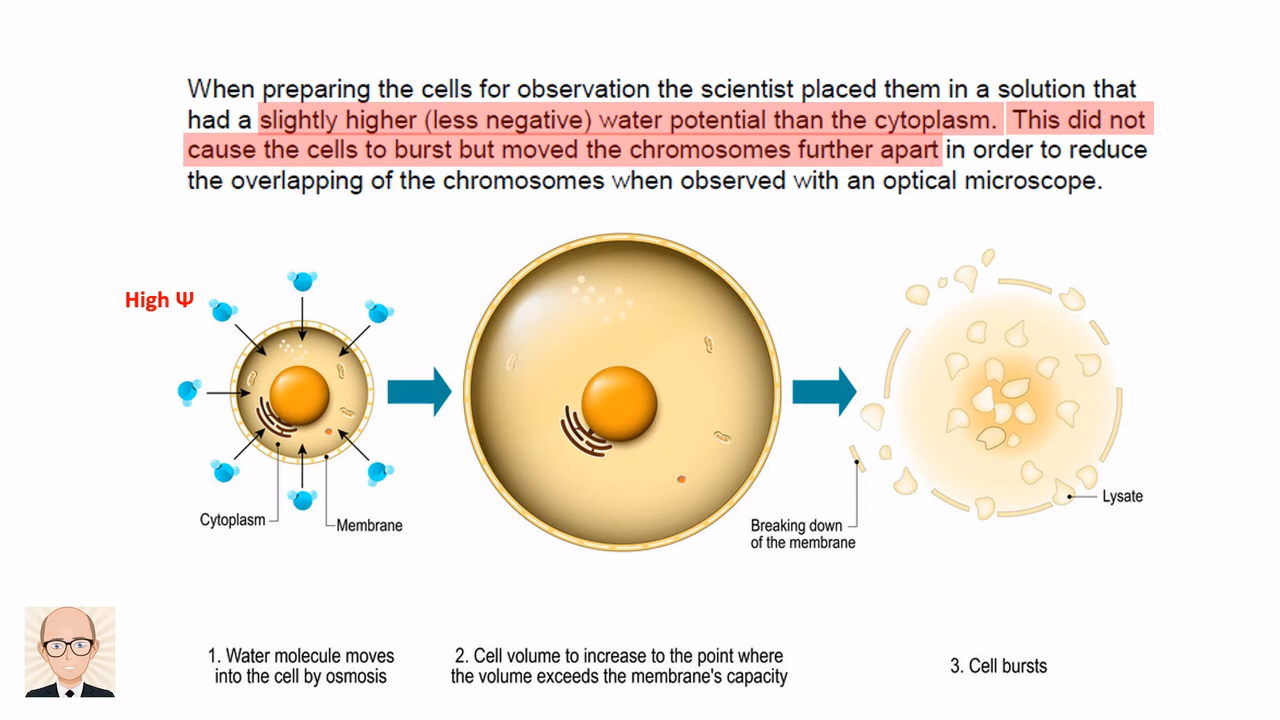 When preparing the cells for observation the scientist placed them in a solution that
had a slightly higher (less negative) water potential than the cytoplasm. This did not
cause the cells to burst but moved the chromosomes further apart in order to reduce
the overlapping of the chromosomes when observed with an optical microscope.
High Ψ
Cytoplasm
Membrane
Breaking down
of the membrane
Lysate
1. Water molecule moves
into the cell by osmosis
2. Cell volume to increase to the point where
the volume exceeds the membrane's capacity
3. Cell bursts